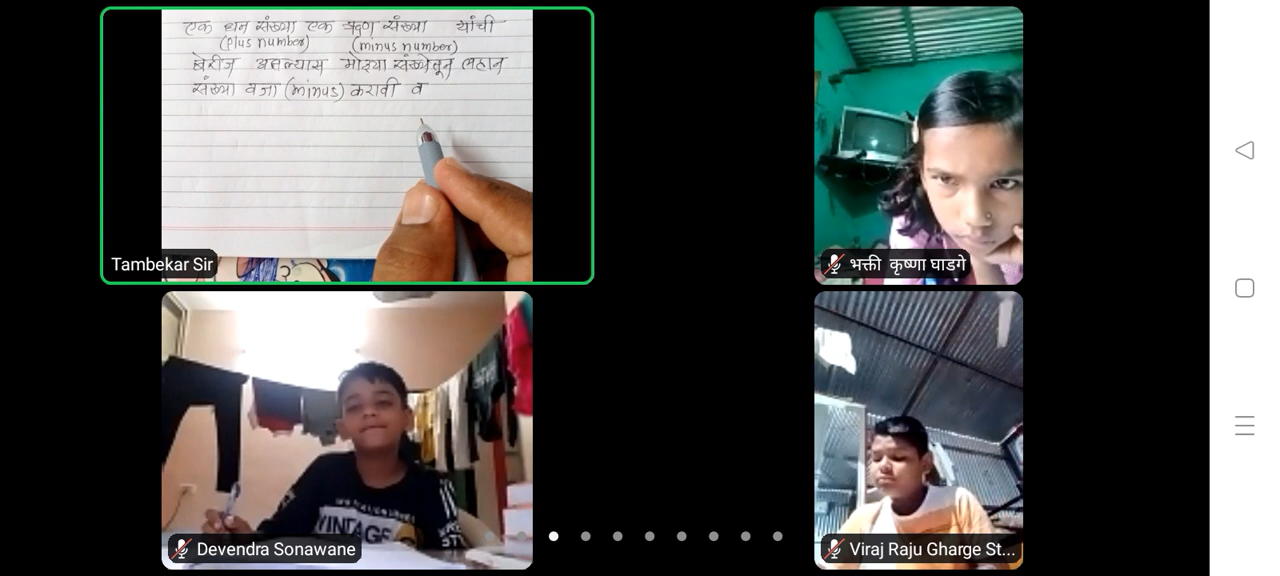 एक धन संख्या एक ऋण संख्या यांची
(plus number) (minus number)
बेरीज असल्यास मोठ्या संख्येतून लहान
संख्या वजा (minus) करावी व
Tambekar Sir
भक्ती कृष्णा घाडगे
VINTAGE
Devendra Sonawane
Viraj Raju Gharge St...